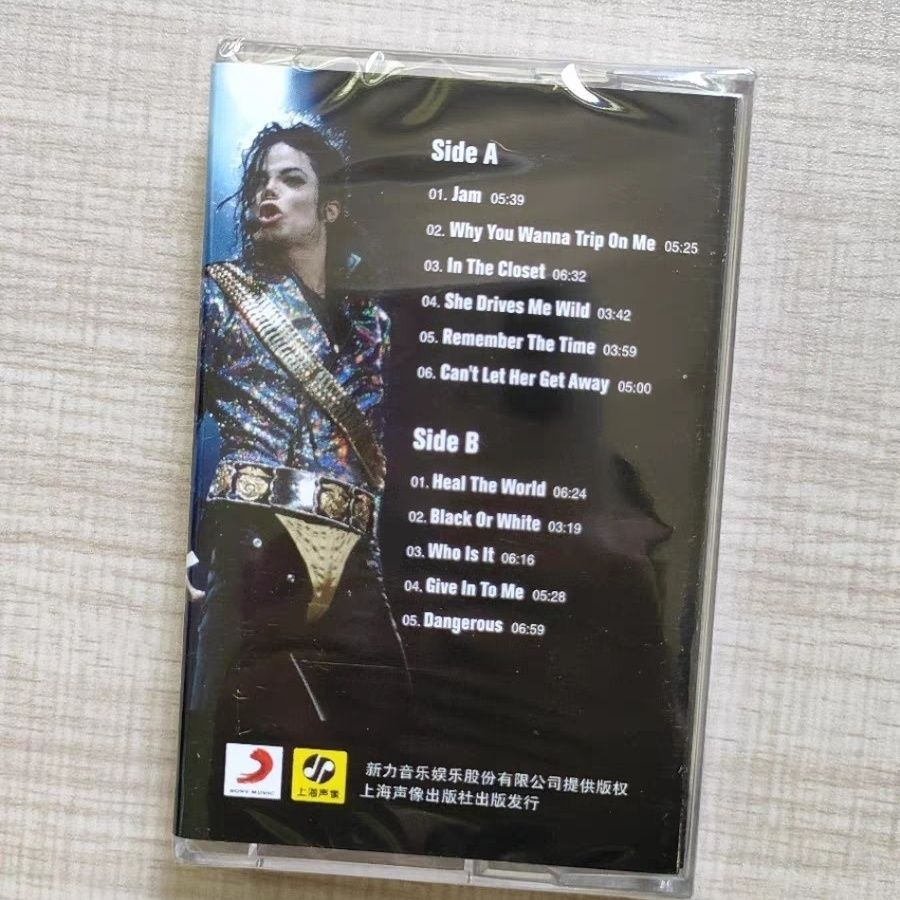 Side A
01. Jam 05:39
02. Why You Wanna Trip On Me 05:25
03. In The Closet 06:32
04. She Drives Me Wild 03:42
05. Remember The Time 03:59
06. Can't Let Her Get Away 05:00
Side B
01. Heal The World 06:24
02. Black Or White 03:19
03. Who Is It 06:16
04. Give In To Me 05:28
05. Dangerous 06:59
SONY MUSIC
上海声像
新力音乐娱乐股份有限公司提供版权
上海声像出版社出版发行